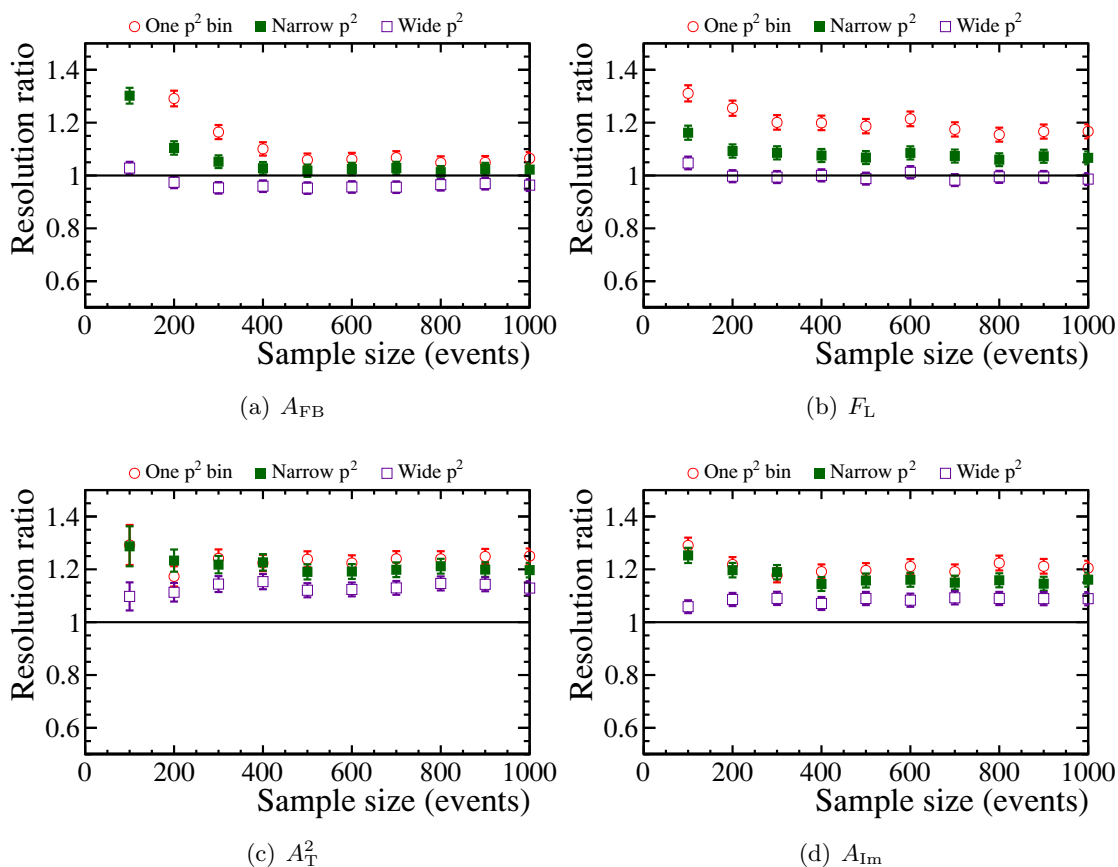 One p² bin Narrow p² Wide p²
One p² bin Narrow p² Wide p²
Resolution ratio
1.4
1.2
1
0.8
0.6
0 200 400 600 800 1000
Sample size (events)
(a) A_FB
Resolution ratio
1.4
1.2
1
0.8
0.6
0 200 400 600 800 1000
Sample size (events)
(b) F_L
One p² bin Narrow p² Wide p²
One p² bin Narrow p² Wide p²
Resolution ratio
1.4
1.2
1
0.8
0.6
0 200 400 600 800 1000
Sample size (events)
(c) A_T^2
Resolution ratio
1.4
1.2
1
0.8
0.6
0 200 400 600 800 1000
Sample size (events)
(d) A_Im